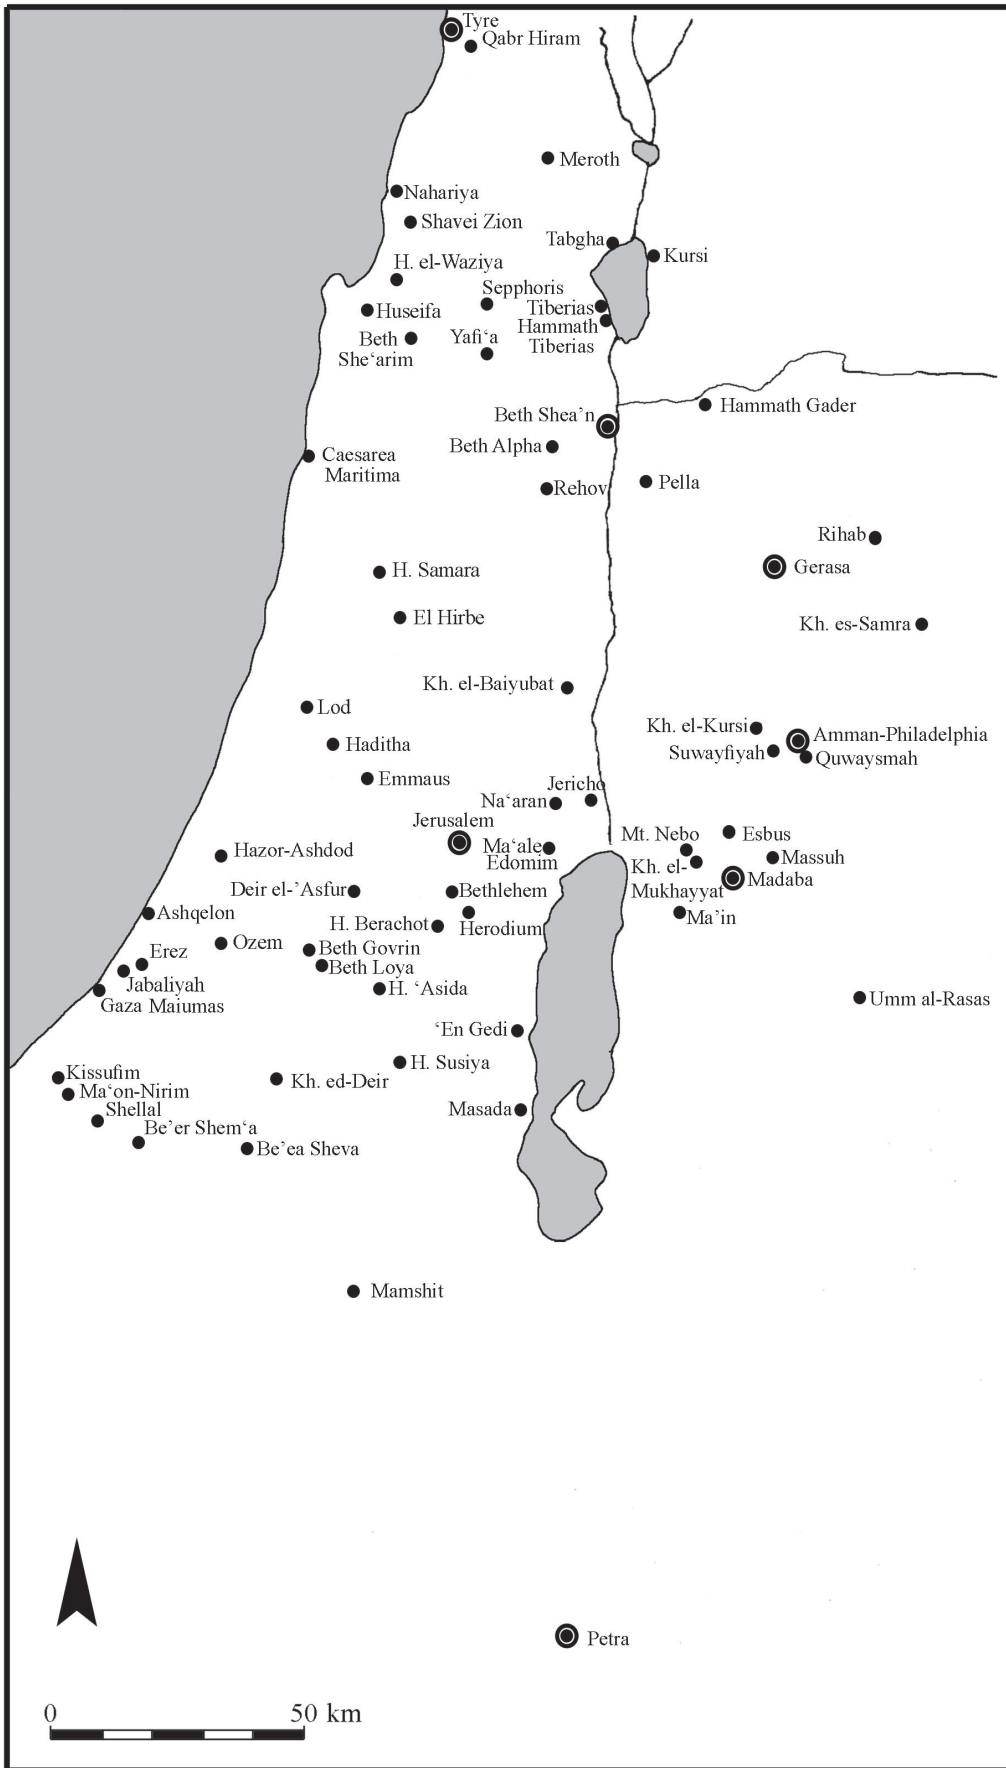 Tyre
Qabr Hiram
Meroth
Nahariya
Shavei Zion
Tabgha
Kursi
H. el-Waziya
Sepphoris
Huseifa
Tiberias
Hammath
Tiberias
Beth
She‘arim
Yafi‘a
Hammath Gader
Beth Shea’n
Beth Alpha
Caesarea
Maritima
Rehov
Pella
Rihab
Gerasa
H. Samara
El Hirbe
Kh. es-Samra
Kh. el-Baiyubat
Lod
Kh. el-Kursi
Amman-Philadelphia
Haditha
Suwayfiyah
Quwaysmah
Emmaus
Jericho
Na‘aran
Jerusalem
Mt. Nebo
Esbus
Hazor-Ashdod
Ma‘ale
Edomim
Massuh
Kh. el-
Mukhayyat
Madaba
Deir el-’Asfur
Bethlehem
Ashqelon
H. Berachot
Herodium
Ma’in
Ozem
Beth Govrin
Erez
Beth Loya
Jabaliyah
H. ‘Asida
Gaza Maiumas
Umm al-Rasas
‘En Gedi
H. Susiya
Kissufim
Kh. ed-Deir
Ma‘on-Nirim
Shellal
Masada
Be’er Shem‘a
Be’ea Sheva
Mamshit
Petra
0
50 km